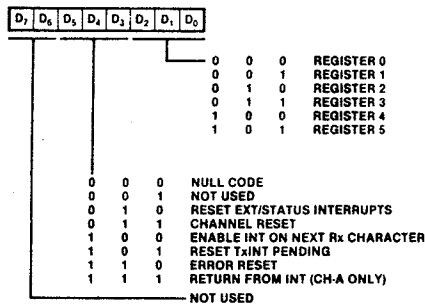 D7 D6 D5 D4 D3 D2 D1 D0
0 0 0 REGISTER 0
0 0 1 REGISTER 1
0 1 0 REGISTER 2
0 1 1 REGISTER 3
1 0 0 REGISTER 4
1 0 1 REGISTER 5
0 0 0 NULL CODE
0 0 1 NOT USED
0 1 0 RESET EXT/STATUS INTERRUPTS
0 1 1 CHANNEL RESET
1 0 0 ENABLE INT ON NEXT Rx CHARACTER
1 0 1 RESET TxINT PENDING
1 1 0 ERROR RESET
1 1 1 RETURN FROM INT (CH-A ONLY)
NOT USED